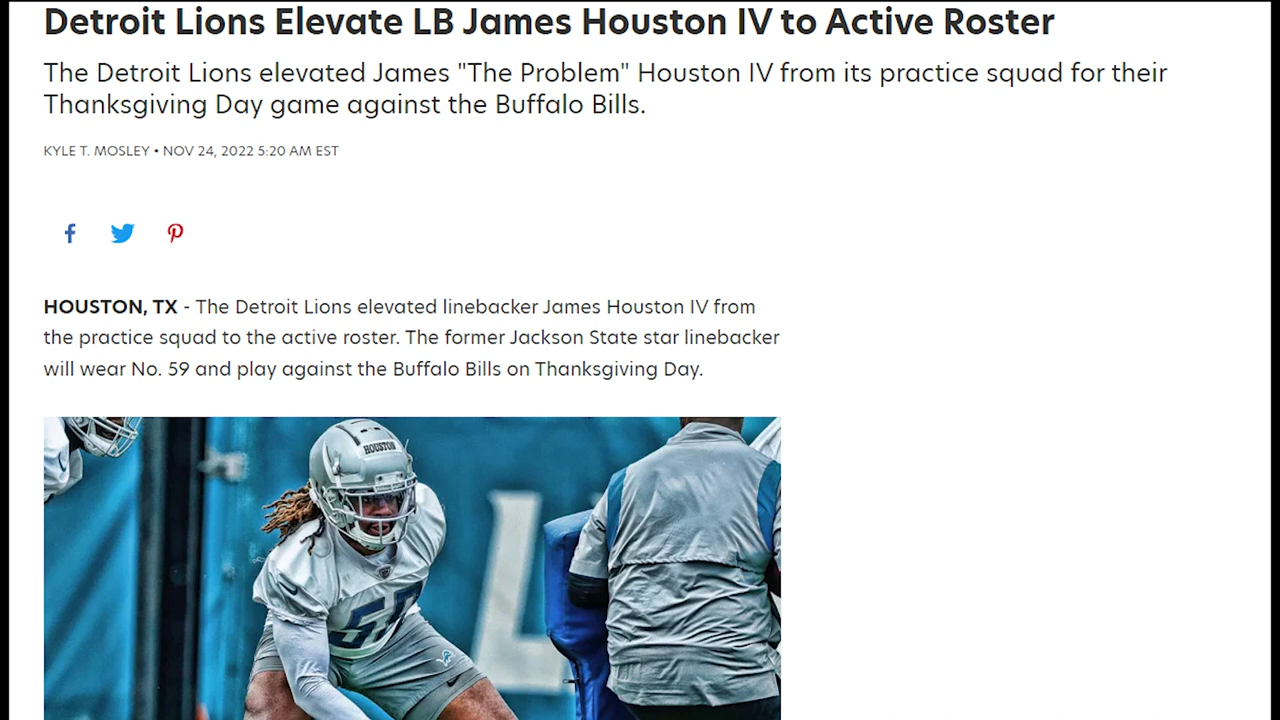 Detroit Lions Elevate LB James Houston IV to Active Roster
The Detroit Lions elevated James "The Problem" Houston IV from its practice squad for their
Thanksgiving Day game against the Buffalo Bills.
KYLE T. MOSLEY • NOV 24, 2022 5:20 AM EST
HOUSTON, TX - The Detroit Lions elevated linebacker James Houston IV from
the practice squad to the active roster. The former Jackson State star linebacker
will wear No. 59 and play against the Buffalo Bills on Thanksgiving Day.
HOUSTON